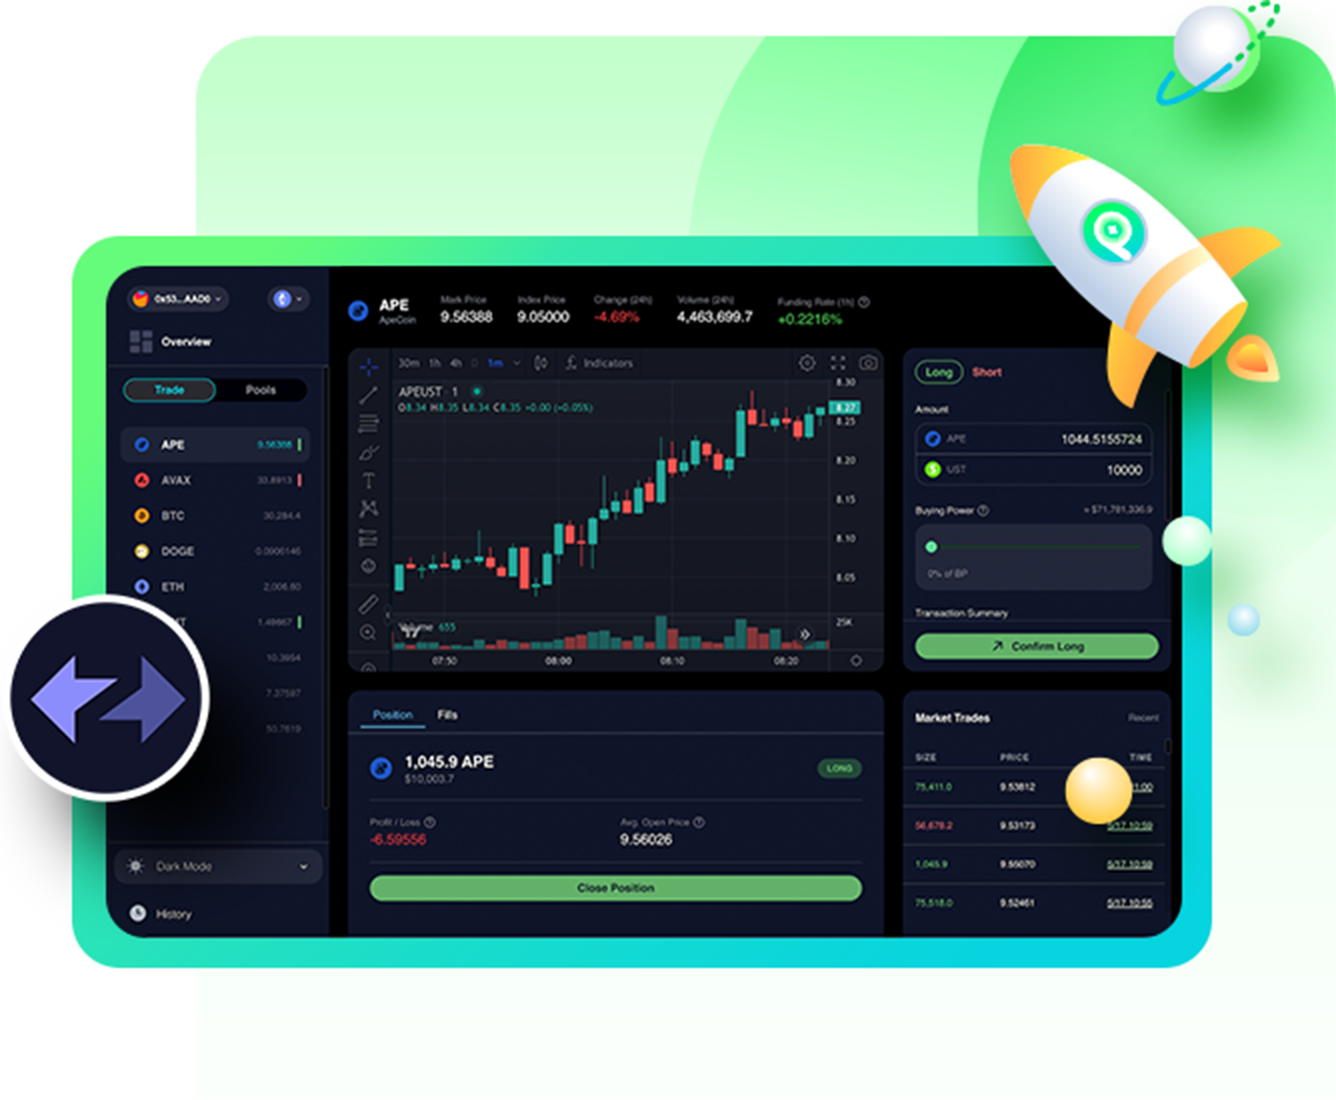 0x53...AAD0
Overview
Trade Pools
APE 9.56388
AVAX 33.8913
BTC 30,284.4
DOGE 0.0906146
ETH 2,006.60
1.49667
10.3954
7.37597
50.7619
Dark Mode
History
APE
ApeCoin
Mark Price
9.56388
Index Price
9.05000
Change (24h)
-4.69%
Volume (24h)
4,463,699.7
Funding Rate (1h)
+0.2216%
30m 1h 4h D 1m Indicators
APEUST · 1
O8.34 H8.35 L8.34 C8.35 +0.00 (+0.05%)
8.30
8.27
8.25
8.20
8.15
8.10
8.05
Volume 655
25K
07:50 08:00 08:10 08:20
Long Short
Amount
APE 1044.5155724
UST 10000
Buying Power ≈ $71,781,336.9
0% of BP
Transaction Summary
Confirm Long
Position Fills
1,045.9 APE
$10,003.7
LONG
Profit / Loss
-6.59556
Avg. Open Price
9.56026
Close Position
Market Trades Recent
SIZE PRICE TIME
75,411.0 9.53812 1:00
56,678.2 9.53173 5/17 10:59
1,045.9 9.55070 5/17 10:59
75,518.0 9.52461 5/17 10:55